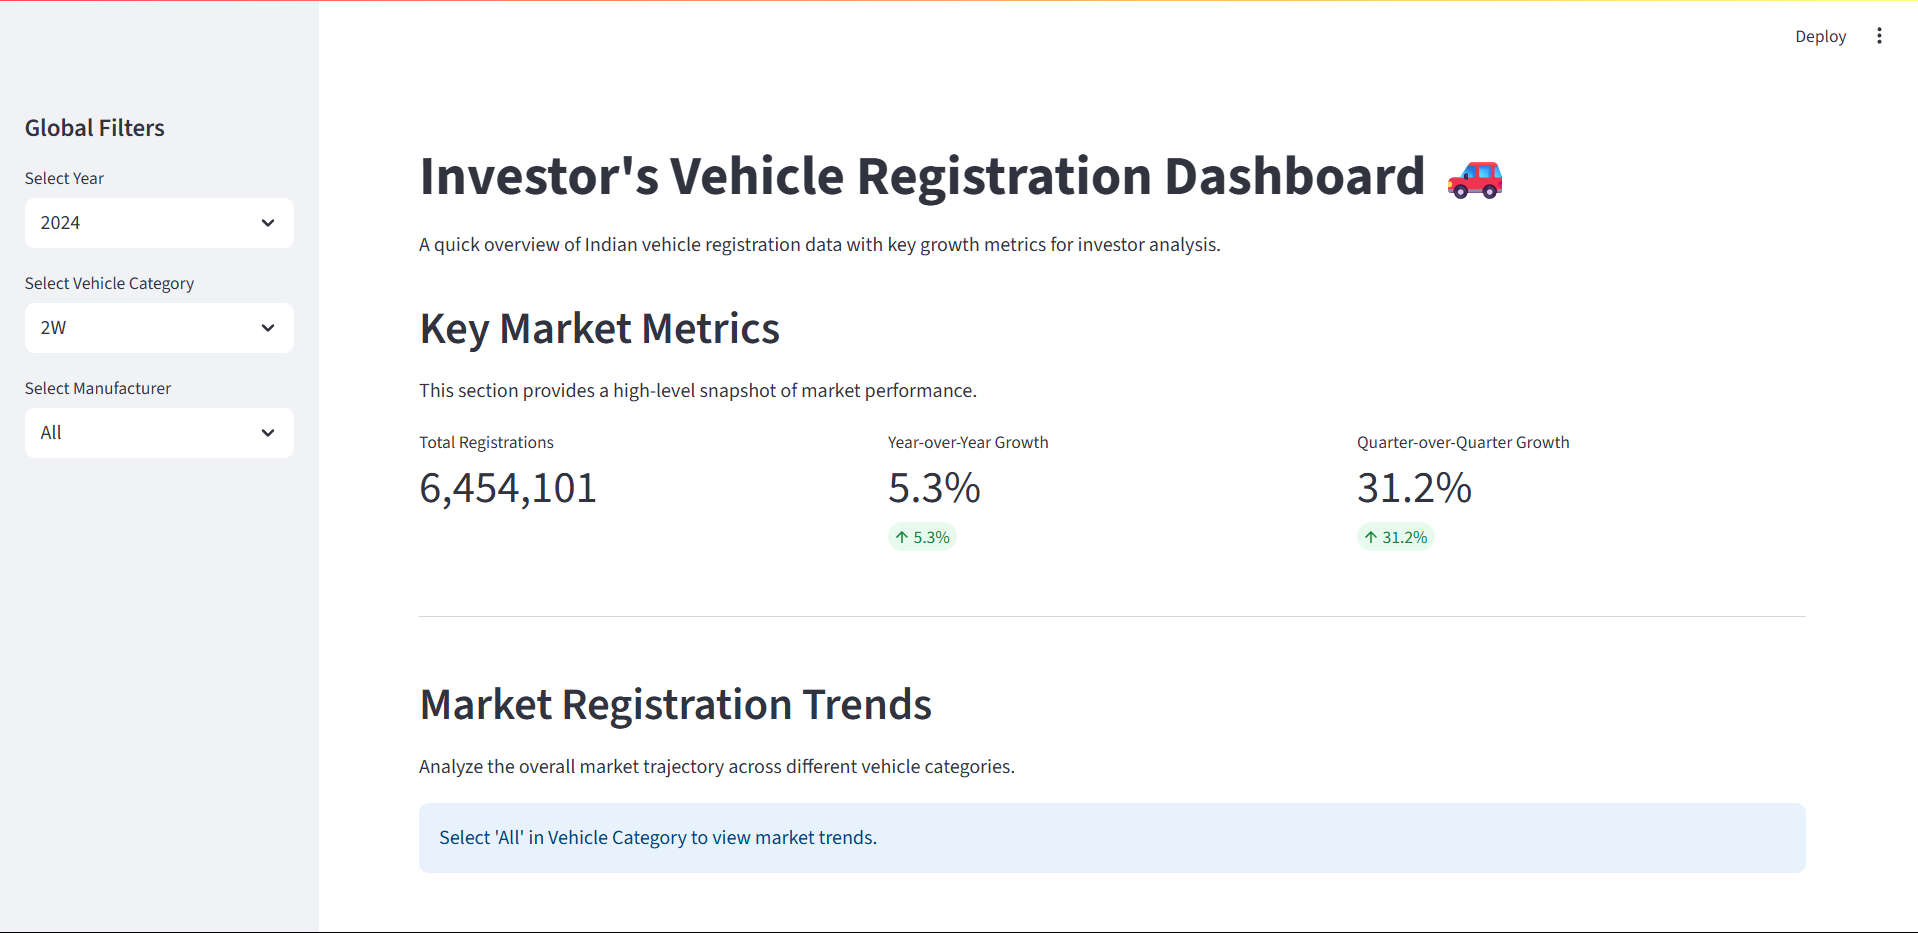 Deploy
Global Filters
Select Year
2024
Select Vehicle Category
2W
Select Manufacturer
All
Investor's Vehicle Registration Dashboard
A quick overview of Indian vehicle registration data with key growth metrics for investor analysis.
Key Market Metrics
This section provides a high-level snapshot of market performance.
Total Registrations
6,454,101
Year-over-Year Growth
5.3%
↑ 5.3%
Quarter-over-Quarter Growth
31.2%
↑ 31.2%
Market Registration Trends
Analyze the overall market trajectory across different vehicle categories.
Select 'All' in Vehicle Category to view market trends.